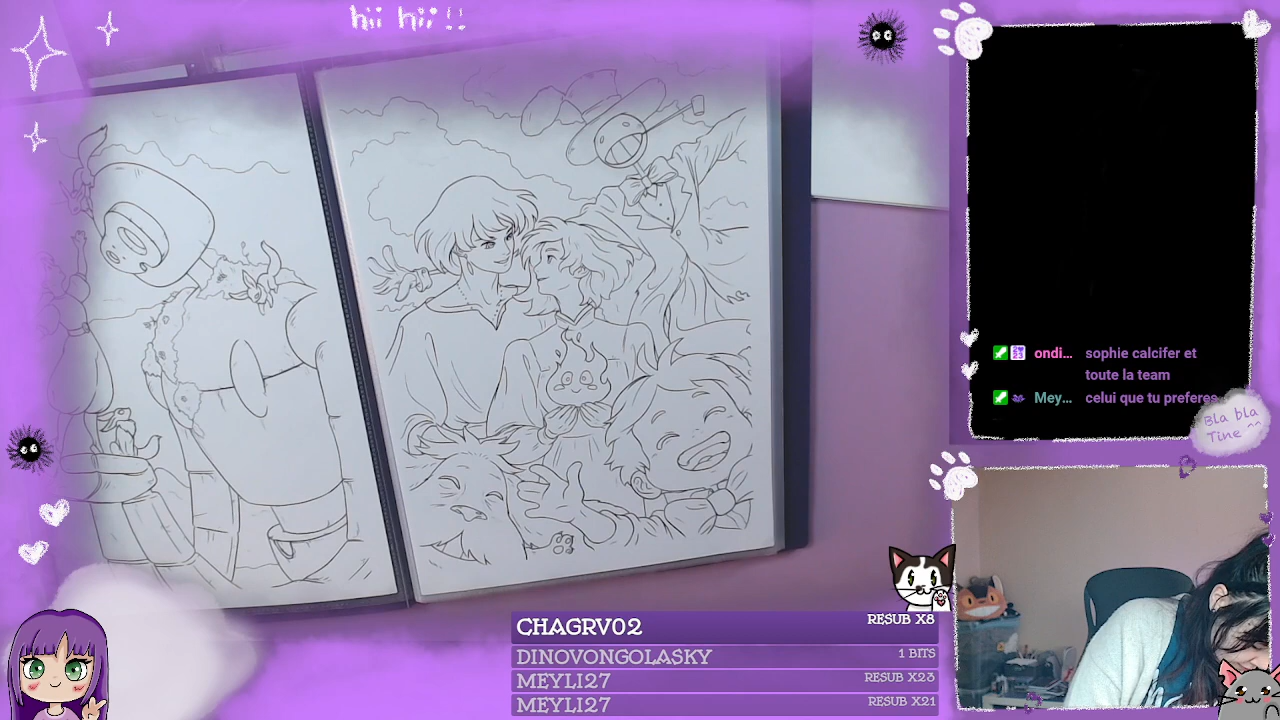 hii hii !!
ondi... sophie calcifer et
toute la team
Mey... celui que tu preferes
Bla bla
Tine ^^
CHAGRV02 RESUB X8
DINOVONGOLASKY 1 BITS
MEYLI27 RESUB X23
MEYLI27 RESUB X21